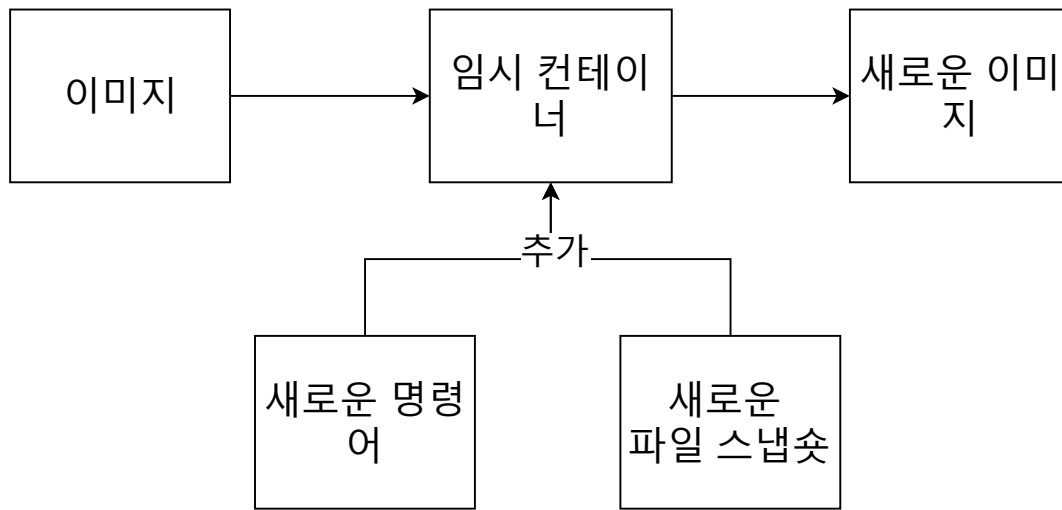 이미지
임시 컨테이
너
새로운 이미
지
추가
새로운 명령
어
새로운
파일 스냅숏